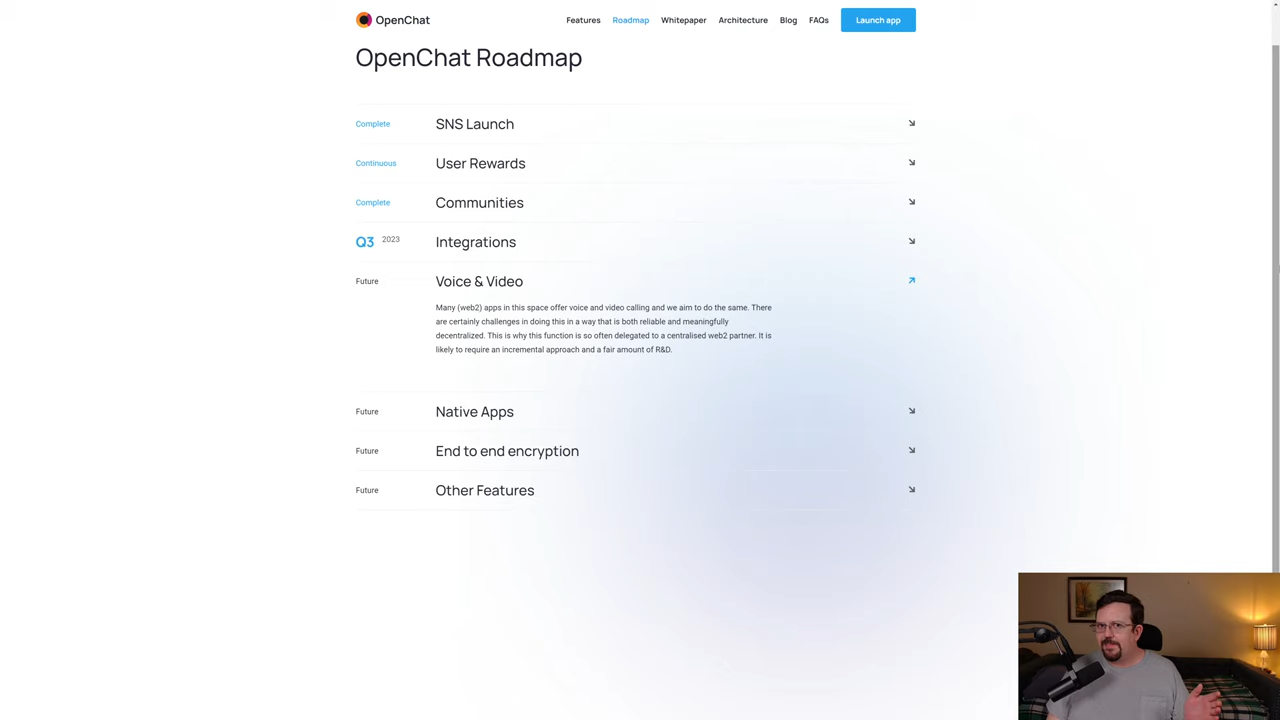 OpenChat
Features Roadmap Whitepaper Architecture Blog FAQs Launch app
OpenChat Roadmap
Complete SNS Launch
Continuous User Rewards
Complete Communities
Q3 2023 Integrations
Future Voice & Video
Many (web2) apps in this space offer voice and video calling and we aim to do the same. There
are certainly challenges in doing this in a way that is both reliable and meaningfully
decentralized. This is why this function is so often delegated to a centralised web2 partner. It is
likely to require an incremental approach and a fair amount of R&D.
Future Native Apps
Future End to end encryption
Future Other Features